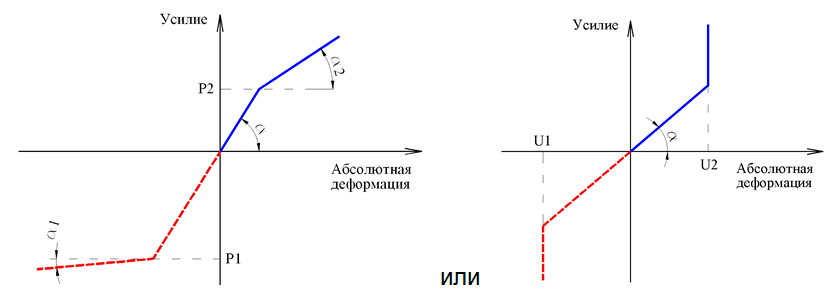 Усилие
P2
α2
α
Абсолютная
деформация
α1
P1
или
Усилие
U1
α
U2
Абсолютная
деформация